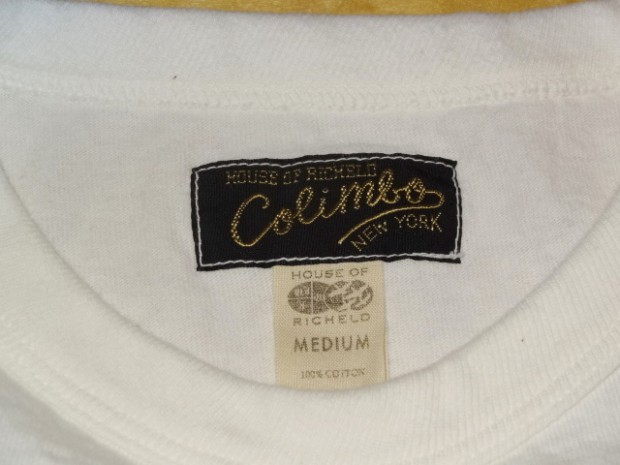 HOUSE OF RICHELD
Colimbo
NEW YORK
HOUSE OF
RICHELD
MEDIUM
100% COTTON